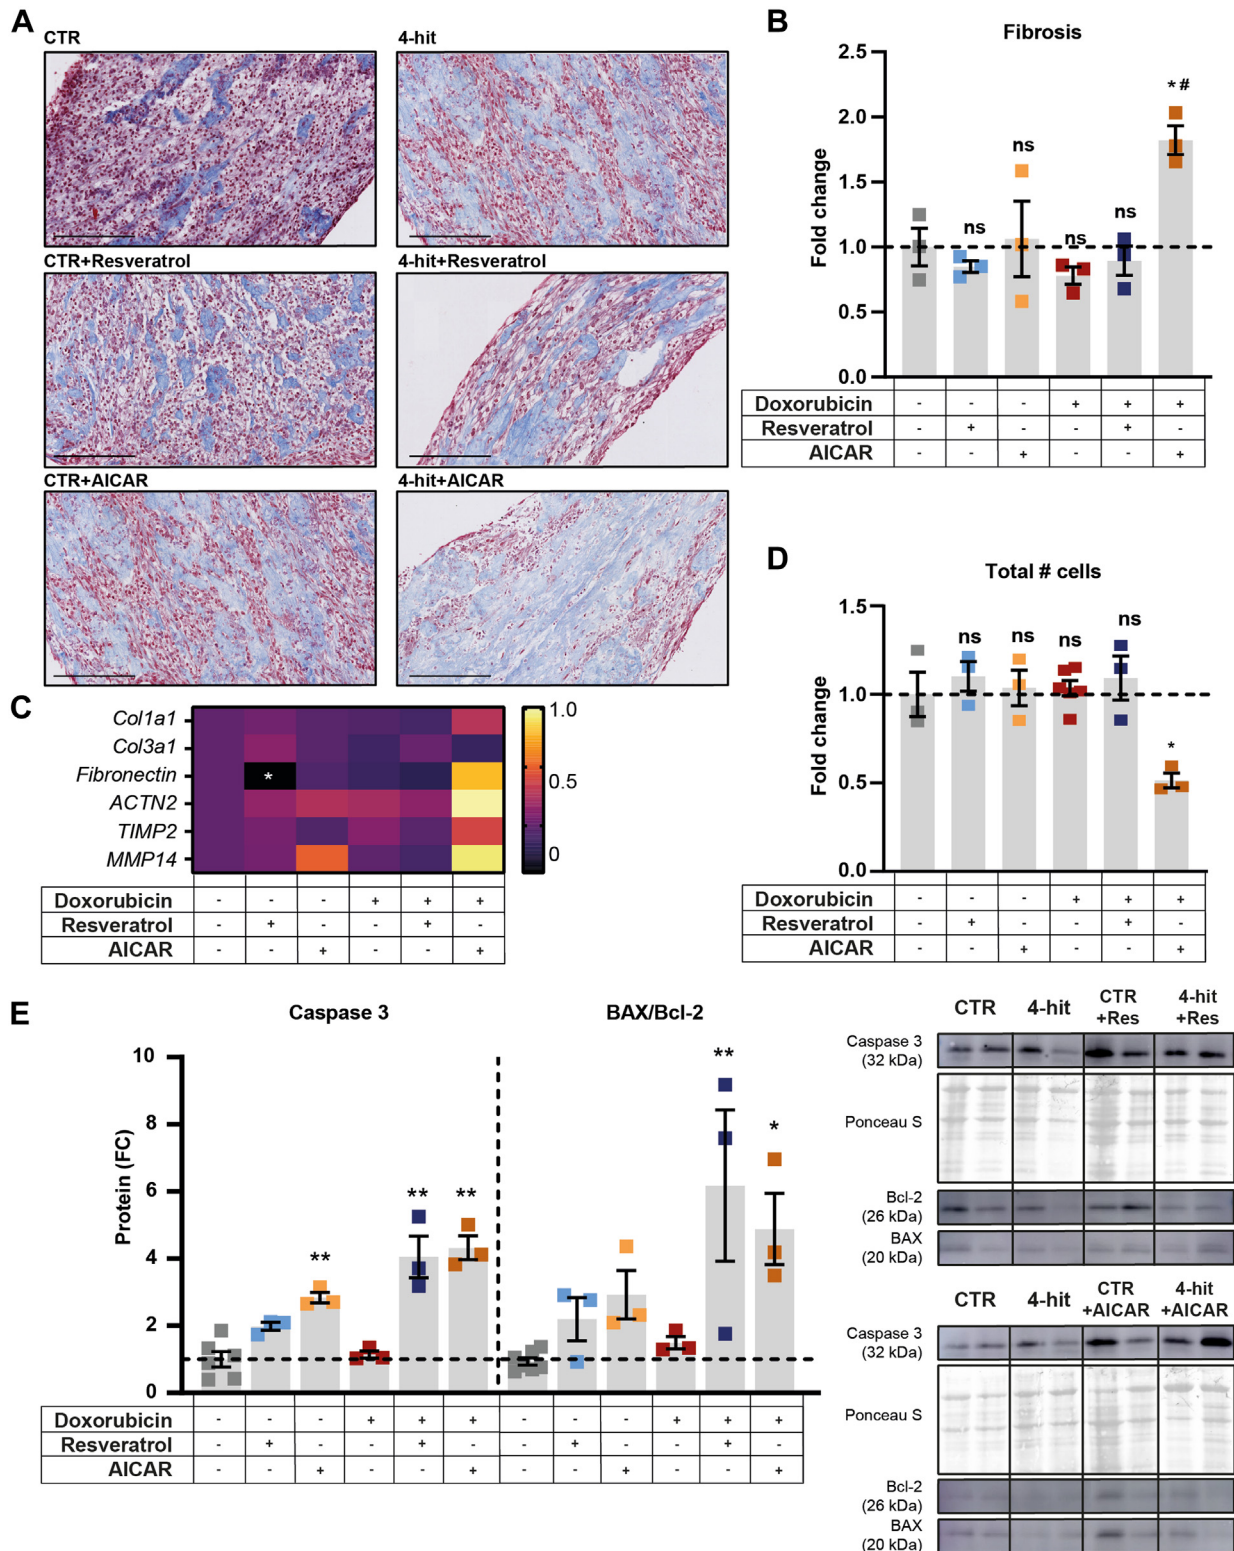 A
CTR
4-hit
CTR+Resveratrol
4-hit+Resveratrol
CTR+AICAR
4-hit+AICAR
B
Fibrosis
Fold change
2.5
2.0
1.5
1.0
0.5
0.0
ns
ns
ns
ns
*#
Doxorubicin - - - + + +
Resveratrol - + - - + -
AICAR - - + - - +
C
Col1a1
Col3a1
Fibronectin
ACTN2
TIMP2
MMP14
*
1.0
0.5
0
Doxorubicin - - - + + +
Resveratrol - + - - + -
AICAR - - + - - +
D
Total # cells
Fold change
1.5
1.0
0.5
0.0
ns
ns
ns
ns
*
Doxorubicin - - - + + +
Resveratrol - + - - + -
AICAR - - + - - +
E
Caspase 3
BAX/Bcl-2
Protein (FC)
10
8
6
4
2
0
**
**
**
**
*
Doxorubicin - - - + + + - - - + + +
Resveratrol - + - - + - - + - - + -
AICAR - - + - - + - - + - - +
CTR
4-hit
CTR
+Res
4-hit
+Res
Caspase 3
(32 kDa)
Ponceau S
Bcl-2
(26 kDa)
BAX
(20 kDa)
CTR
4-hit
CTR
+AICAR
4-hit
+AICAR
Caspase 3
(32 kDa)
Ponceau S
Bcl-2
(26 kDa)
BAX
(20 kDa)